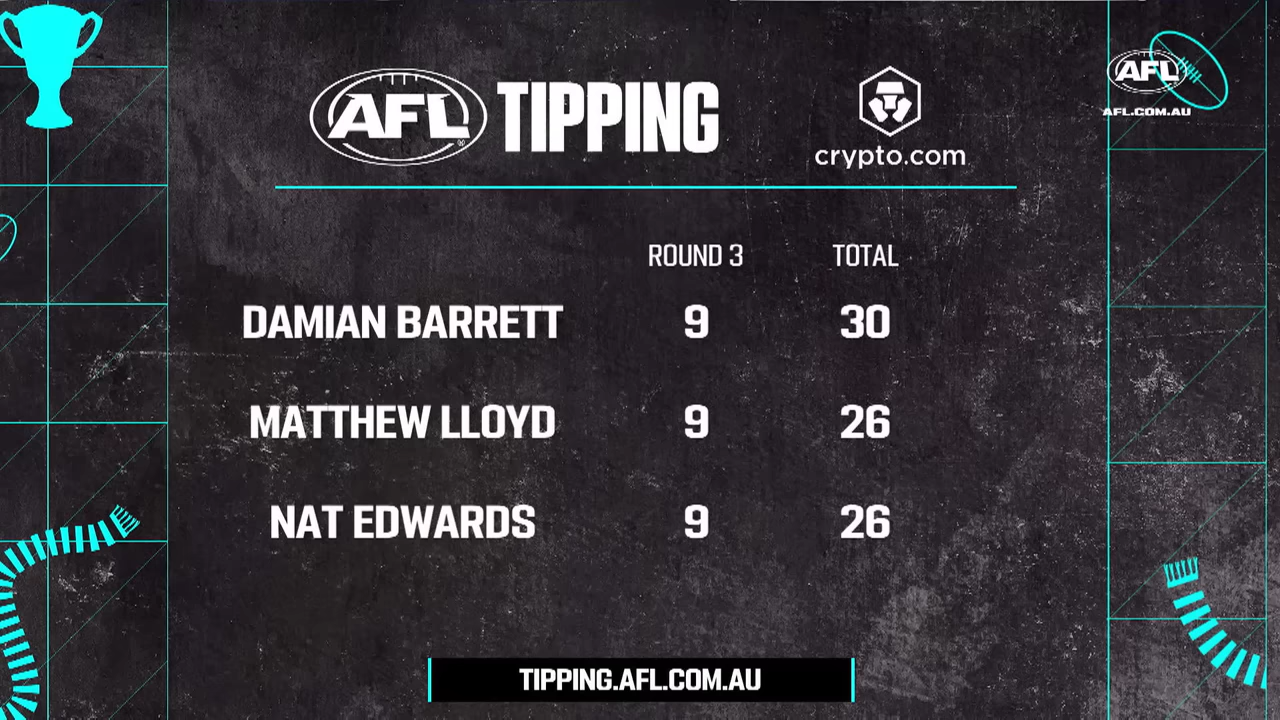 AFL TIPPING
crypto.com
AFL
AFL.COM.AU
ROUND 3 TOTAL
DAMIAN BARRETT 9 30
MATTHEW LLOYD 9 26
NAT EDWARDS 9 26
TIPPING.AFL.COM.AU